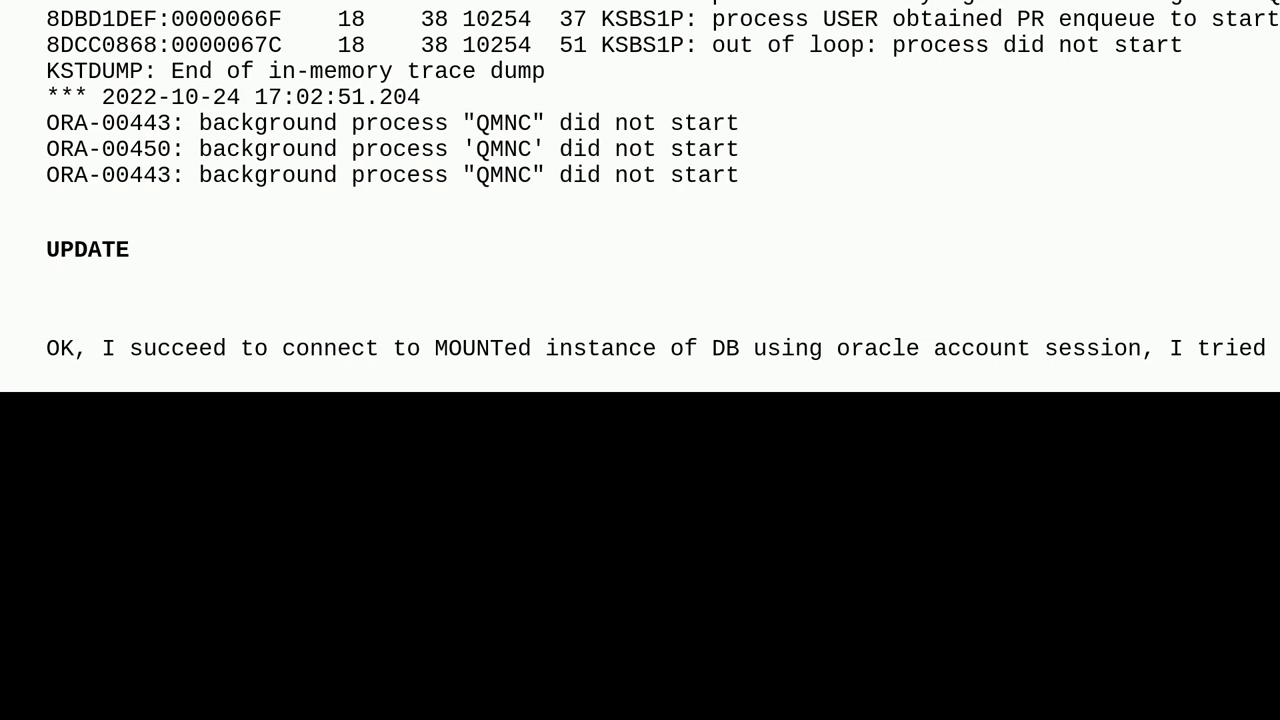 8DBD1DEF:0000066F    18    38 10254  37 KSBS1P: process USER obtained PR enqueue to start
8DCC0868:0000067C    18    38 10254  51 KSBS1P: out of loop: process did not start
KSTDUMP: End of in-memory trace dump
*** 2022-10-24 17:02:51.204
ORA-00443: background process "QMNC" did not start
ORA-00450: background process 'QMNC' did not start
ORA-00443: background process "QMNC" did not start
UPDATE
OK, I succeed to connect to MOUNTed instance of DB using oracle account session, I tried